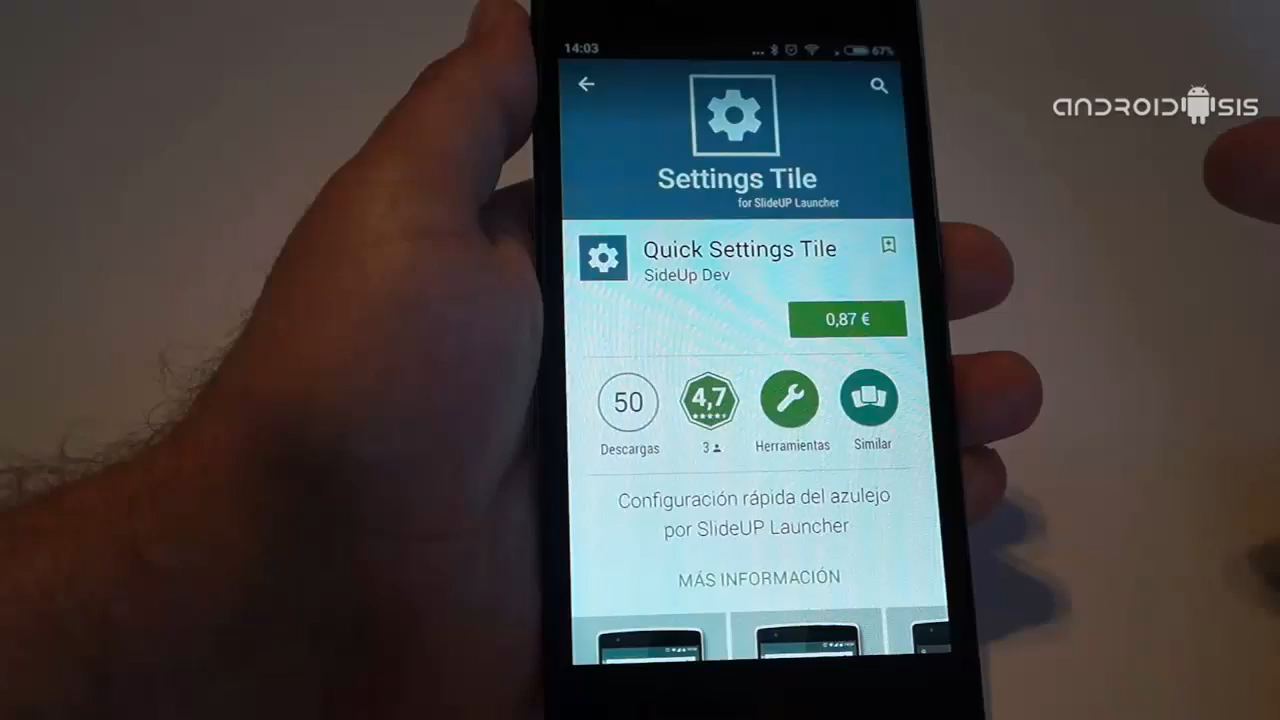 14:03
67%
ANDROIDSIS
Settings Tile
for SlideUP Launcher
Quick Settings Tile
SideUp Dev
0,87 €
50
4,7
Descargas
3
Herramientas
Similar
Configuración rápida del azulejo
por SlideUP Launcher
MÁS INFORMACIÓN